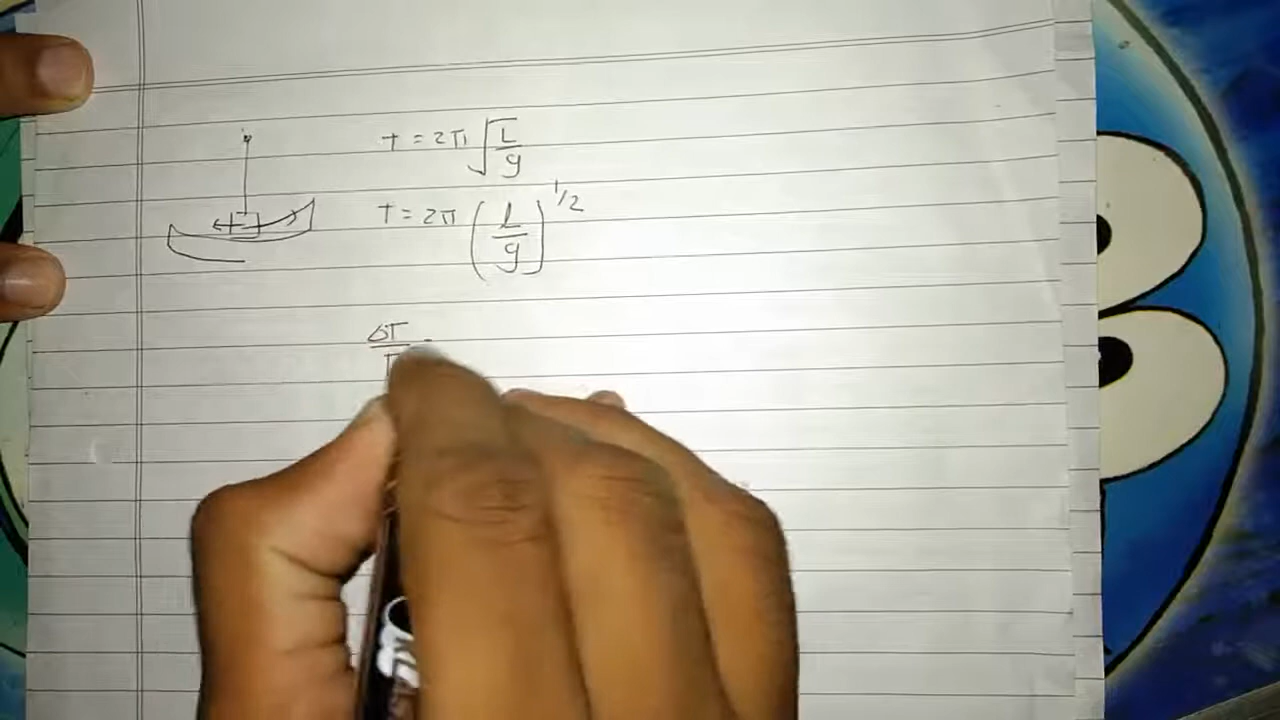 T = 2π √(L/g)
T = 2π (l/g)^1/2
ΔT/T =